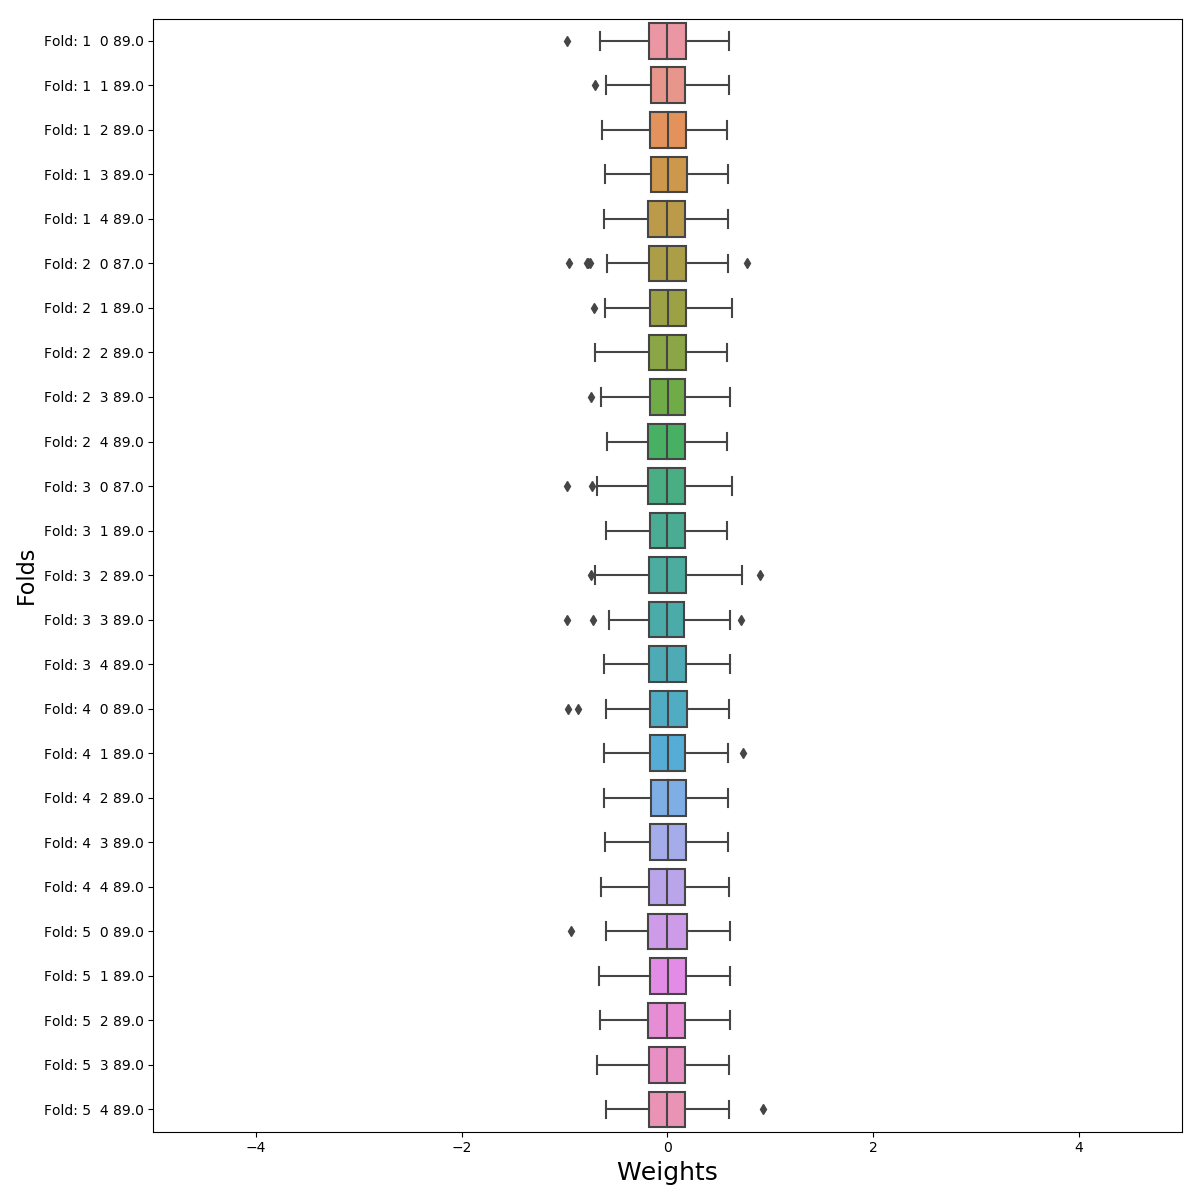 Fold: 1  0 89.0
Fold: 1  1 89.0
Fold: 1  2 89.0
Fold: 1  3 89.0
Fold: 1  4 89.0
Fold: 2  0 87.0
Fold: 2  1 89.0
Fold: 2  2 89.0
Fold: 2  3 89.0
Fold: 2  4 89.0
Fold: 3  0 87.0
Fold: 3  1 89.0
Fold: 3  2 89.0
Fold: 3  3 89.0
Fold: 3  4 89.0
Fold: 4  0 89.0
Fold: 4  1 89.0
Fold: 4  2 89.0
Fold: 4  3 89.0
Fold: 4  4 89.0
Fold: 5  0 89.0
Fold: 5  1 89.0
Fold: 5  2 89.0
Fold: 5  3 89.0
Fold: 5  4 89.0
Folds
−4 −2 0 2 4
Weights